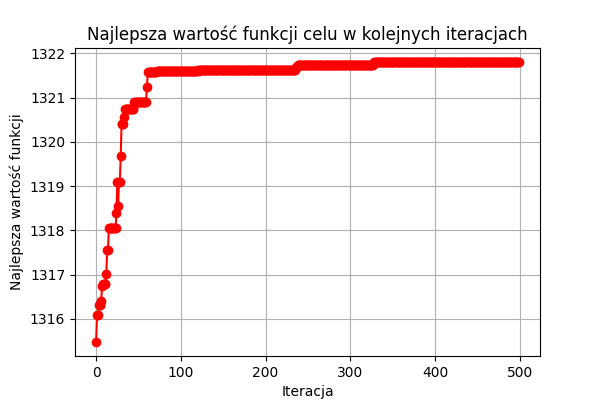 Najlepsza wartość funkcji celu w kolejnych iteracjach
Najlepsza wartość funkcji
1322
1321
1320
1319
1318
1317
1316
0 100 200 300 400 500
Iteracja